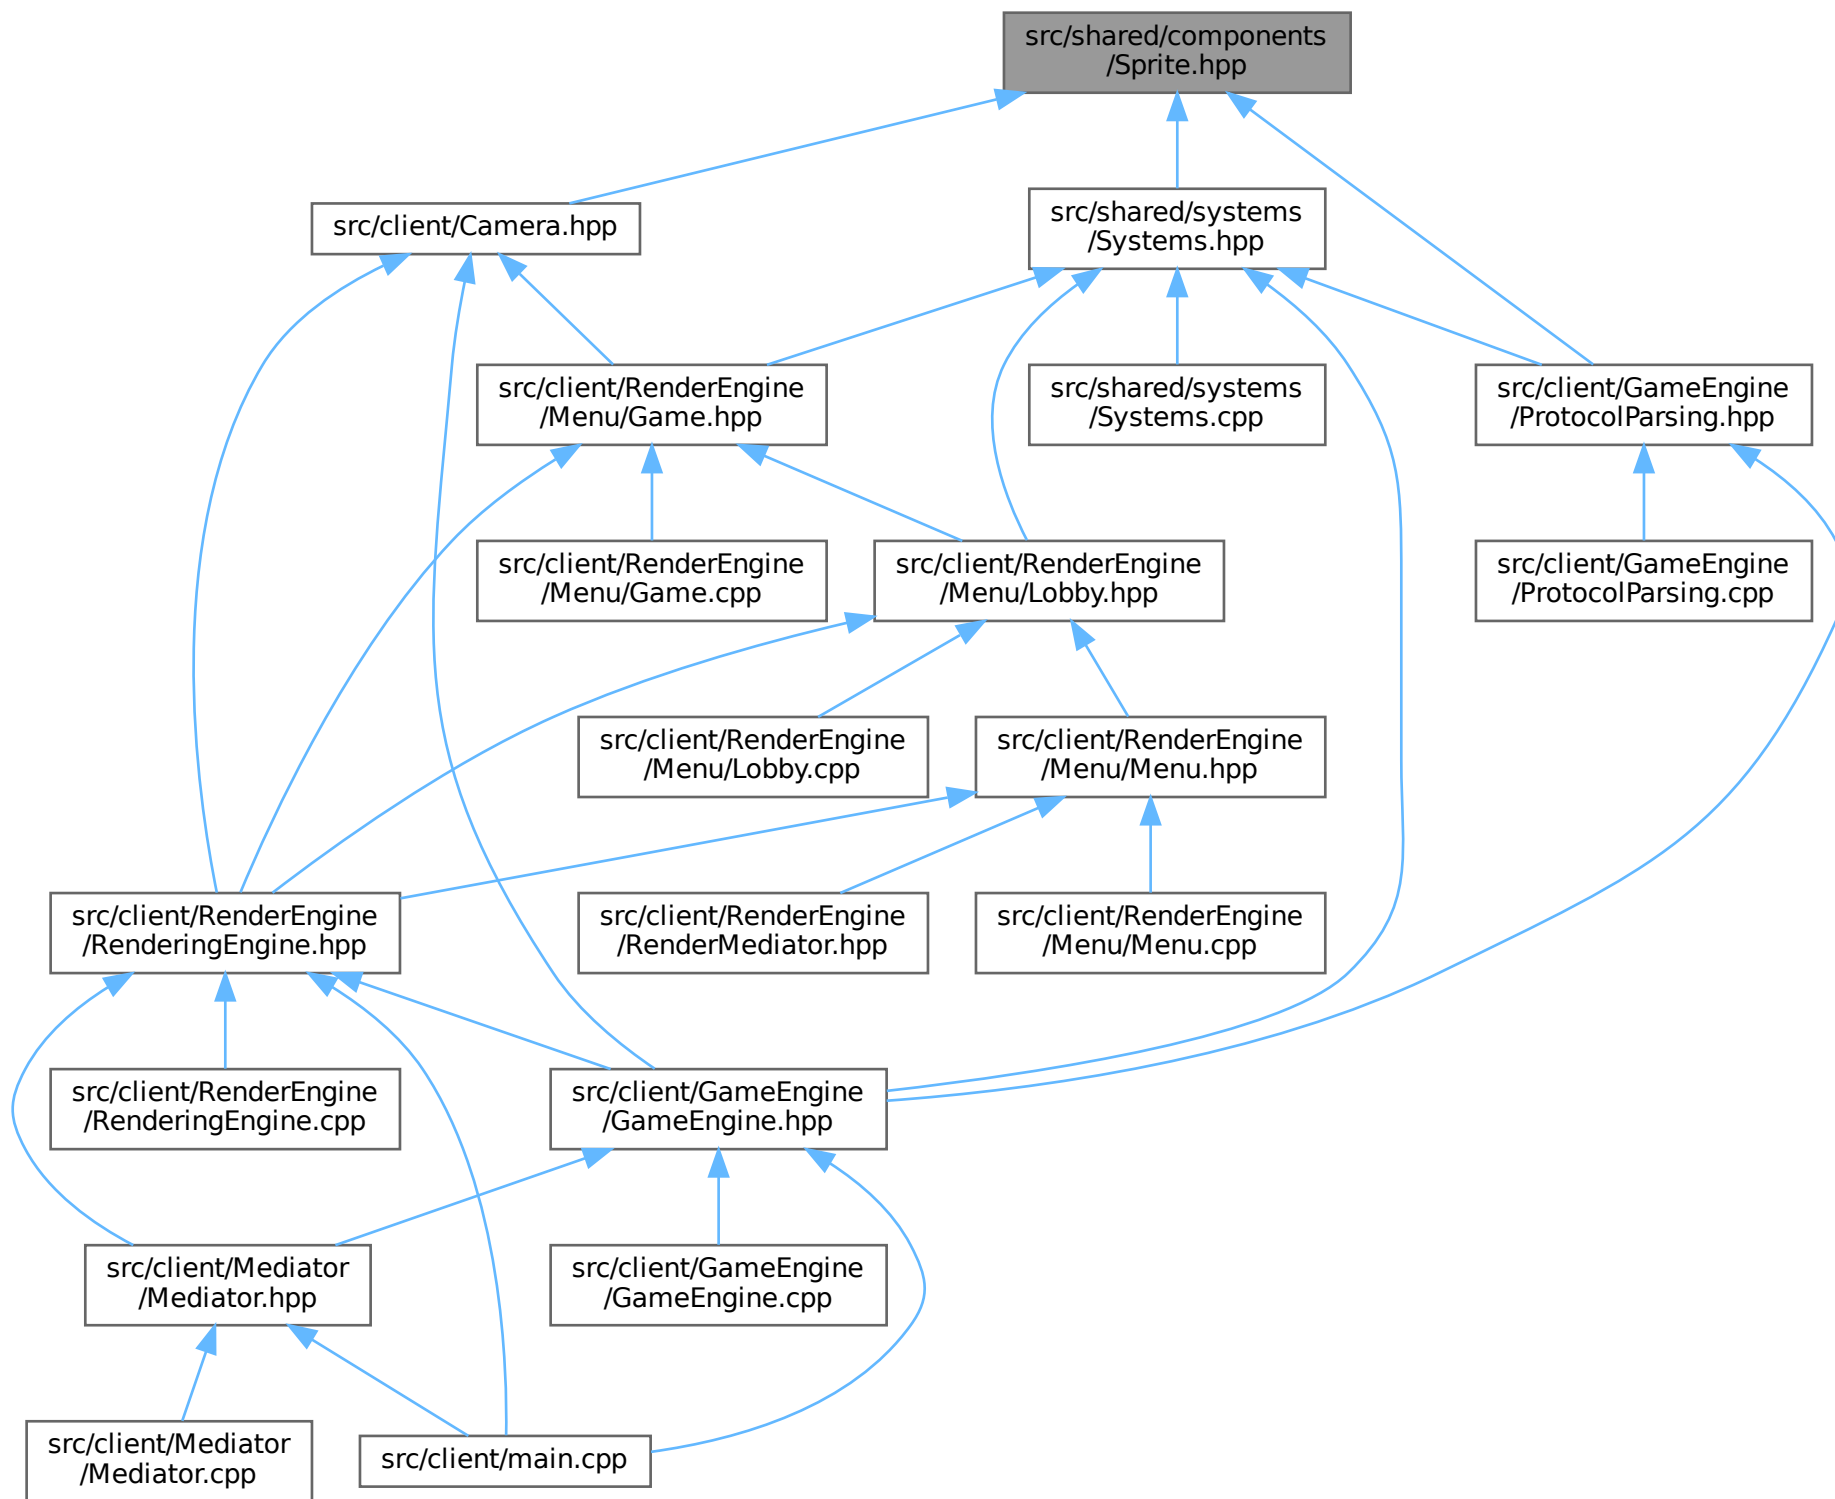 src/shared/components
/Sprite.hpp
src/client/Camera.hpp
src/shared/systems
/Systems.hpp
src/client/RenderEngine
/Menu/Game.hpp
src/shared/systems
/Systems.cpp
src/client/GameEngine
/ProtocolParsing.hpp
src/client/RenderEngine
/Menu/Game.cpp
src/client/RenderEngine
/Menu/Lobby.hpp
src/client/GameEngine
/ProtocolParsing.cpp
src/client/RenderEngine
/Menu/Lobby.cpp
src/client/RenderEngine
/Menu/Menu.hpp
src/client/RenderEngine
/RenderingEngine.hpp
src/client/RenderEngine
/RenderMediator.hpp
src/client/RenderEngine
/Menu/Menu.cpp
src/client/RenderEngine
/RenderingEngine.cpp
src/client/GameEngine
/GameEngine.hpp
src/client/Mediator
/Mediator.hpp
src/client/GameEngine
/GameEngine.cpp
src/client/Mediator
/Mediator.cpp
src/client/main.cpp